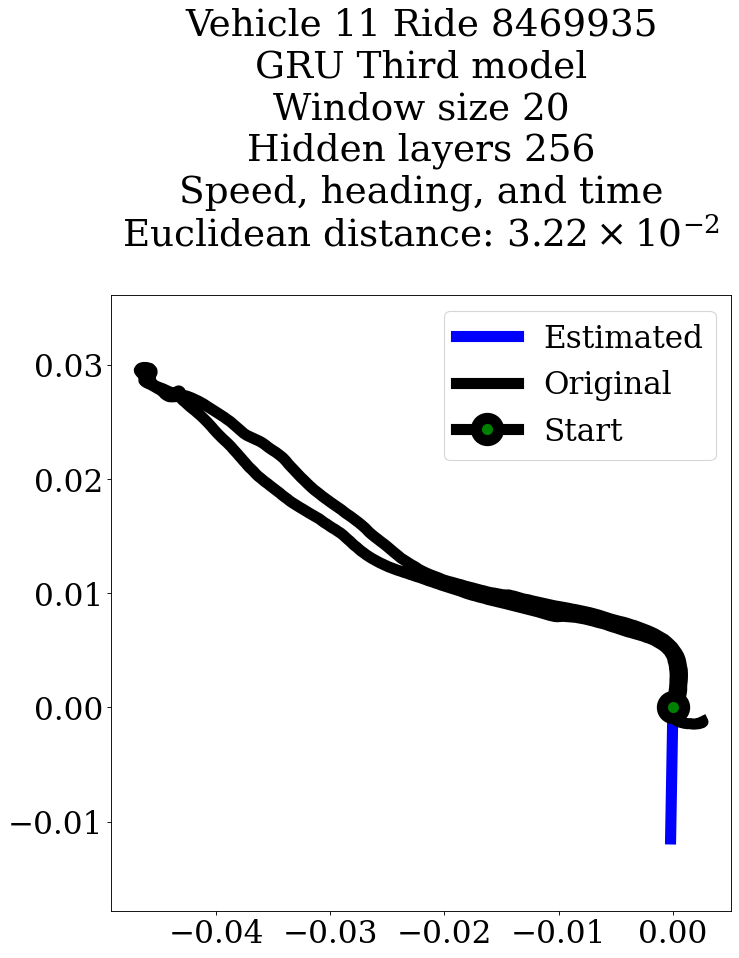 Vehicle 11 Ride 8469935
GRU Third model
Window size 20
Hidden layers 256
Speed, heading, and time
Euclidean distance: 3.22 × 10⁻²
Estimated
Original
Start
0.03
0.02
0.01
0.00
−0.01
−0.04 −0.03 −0.02 −0.01 0.00